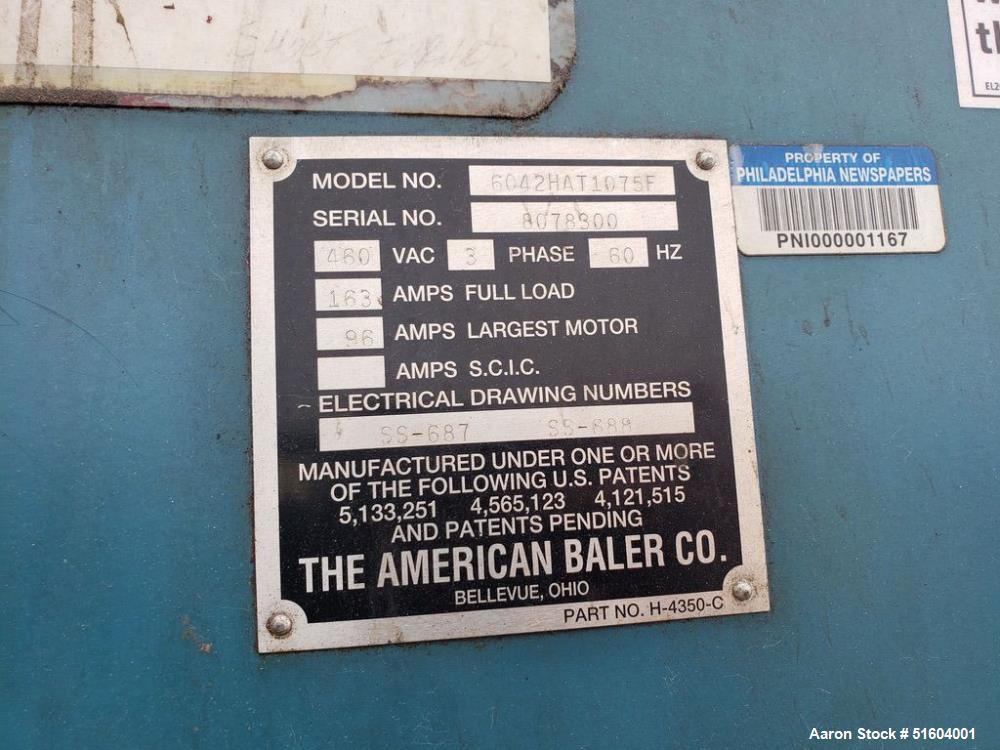 th
EL2
MODEL NO. 6042HAT1075F
SERIAL NO. 8078300
460 VAC 3 PHASE 60 HZ
163 AMPS FULL LOAD
96 AMPS LARGEST MOTOR
AMPS S.C.I.C.
ELECTRICAL DRAWING NUMBERS
SS-687 SS-688
MANUFACTURED UNDER ONE OR MORE
OF THE FOLLOWING U.S. PATENTS
5,133,251 4,565,123 4,121,515
AND PATENTS PENDING
THE AMERICAN BALER CO.
BELLEVUE, OHIO
PART NO. H-4350-C
PROPERTY OF
PHILADELPHIA NEWSPAPERS
PNI000001167
Aaron Stock # 51604001